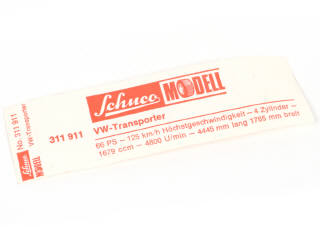 Schuco MODELL
311 911
VW-Transporter
66 PS – 125 km/h Höchstgeschwindigkeit – 4 Zylinder –
1679 ccm – 4800 U/min – 4445 mm lang 1765 mm breit
No. 311 911
VW-Transporter
Schuco
MODELL